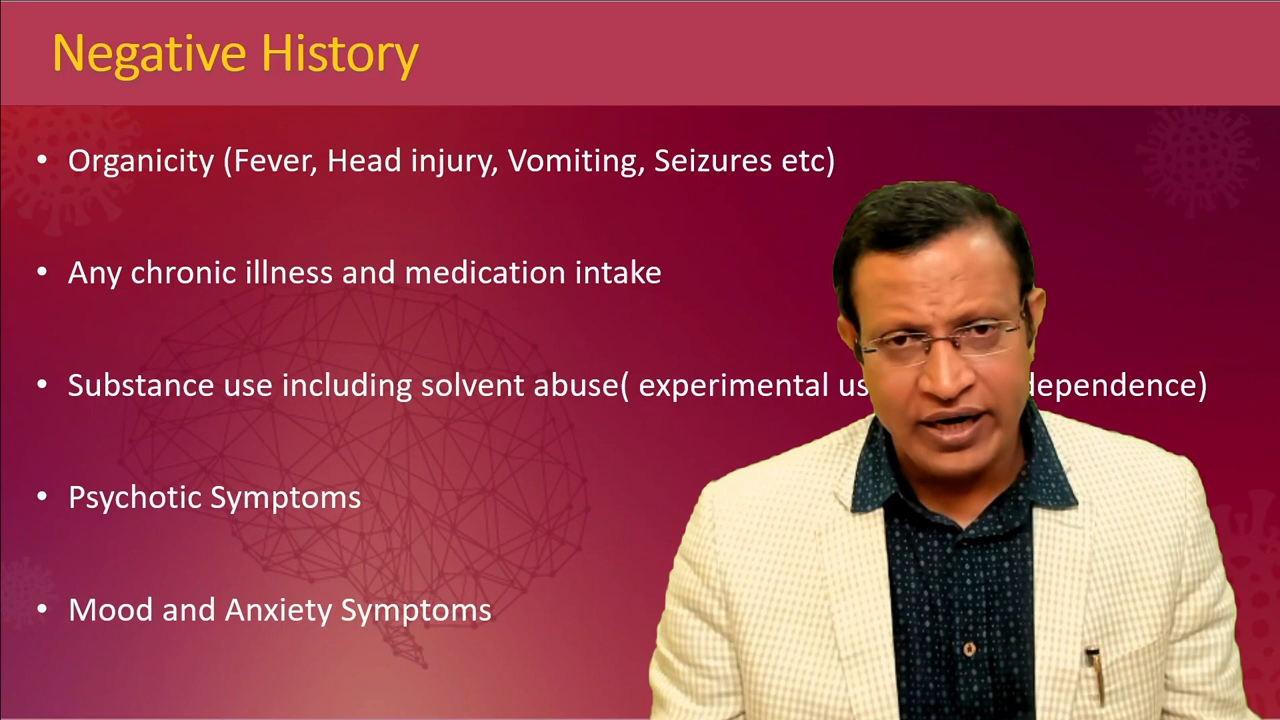 Negative History
• Organicity (Fever, Head injury, Vomiting, Seizures etc)
• Any chronic illness and medication intake
• Substance use including solvent abuse( experimental dependence)
• Psychotic Symptoms
• Mood and Anxiety Symptoms